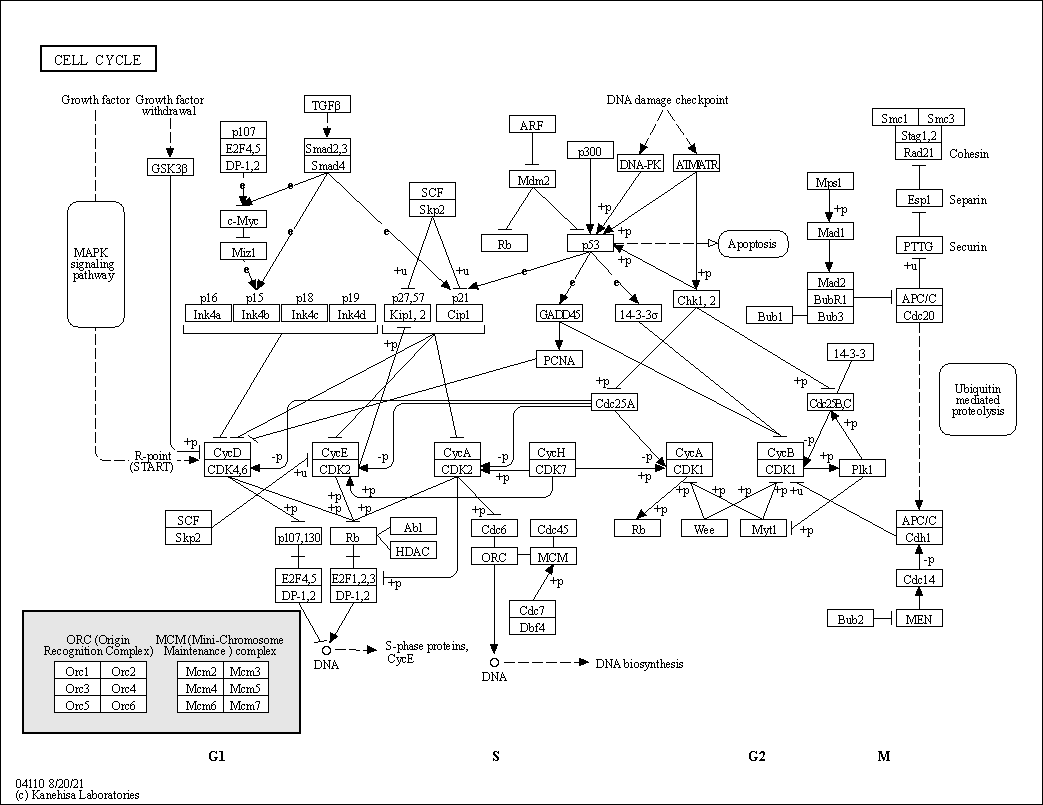 CELL CYCLE
Growth factor
Growth factor
withdrawal
TGFβ
DNA damage checkpoint
p107
E2F4,5
DP-1,2
Smad2,3
Smad4
GSK3β
ARF
p300
DNA-PK
ATMATR
Smc1
Smc3
Stag1,2
Rad21
Cohesin
Mdm2
SCF
Skp2
Mps1
+p
Mad1
Esp1
Separin
e
e
c-Myc
Miz1
e
e
e
MAPK
signaling
pathway
Rb
p53
+p
+p
Apoptosis
PTTG
Securin
+u
+u
+u
e
e
e
+p
p16
Ink4a
p15
Ink4b
p18
Ink4c
p19
Ink4d
p27,57
Kip1, 2
p21
Cip1
GADD45
14-3-3σ
Chk1, 2
Mad2
BubR1
Bub3
Bub1
APC/C
Cdc20
+p
PCNA
14-3-3
+p
Cdc25A
+p
Cdc25B,C
Ubiquitin
mediated
proteolysis
R-point
(START)
+p
CycD
CDK4,6
-p
CycE
CDK2
-p
+u
CycA
CDK2
-p
+p
CycH
CDK7
-p
+p
CycA
CDK1
CycB
CDK1
-p
+p
+p
Plk1
+p
+p
+p
+p
+p
+p
+p
+p
+p
+p
+u
+p
SCF
Skp2
p107,130
Rb
Abl
HDAC
Cdc6
Cdc45
ORC
MCM
Rb
Wee
Myt1
APC/C
Cdh1
-p
Cdc14
E2F4,5
DP-1,2
E2F1,2,3
DP-1,2
+p
+p
Cdc7
Dbf4
Bub2
MEN
DNA
S-phase proteins,
CycE
DNA
DNA biosynthesis
ORC (Origin
Recognition Complex)
MCM (Mini-Chromosome
Maintenance ) complex
Orc1
Orc2
Orc3
Orc4
Orc5
Orc6
Mcm2
Mcm3
Mcm4
Mcm5
Mcm6
Mcm7
G1
S
G2
M
04110 8/20/21
(c) Kanehisa Laboratories